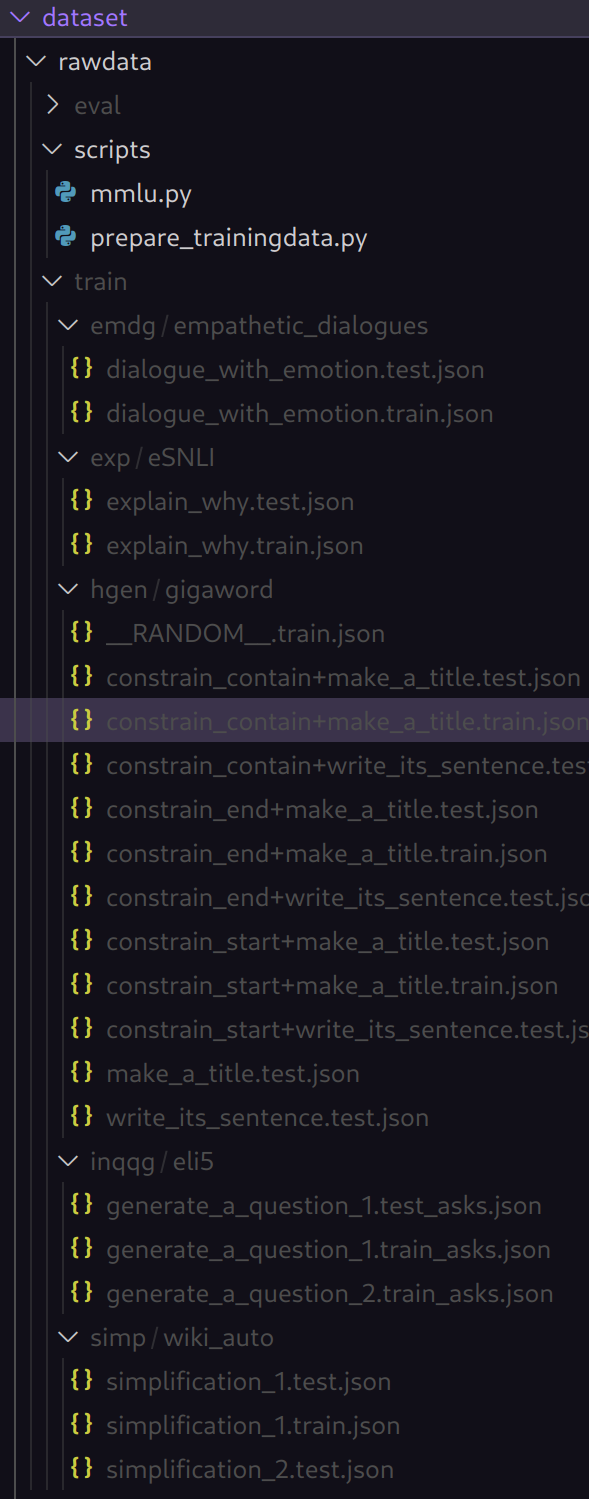 dataset
rawdata
eval
scripts
mmlu.py
prepare_trainingdata.py
train
emdg / empathetic_dialogues
{} dialogue_with_emotion.test.json
{} dialogue_with_emotion.train.json
exp / eSNLI
{} explain_why.test.json
{} explain_why.train.json
hgen / gigaword
{} __RANDOM__.train.json
{} constrain_contain+make_a_title.test.json
{} constrain_contain+make_a_title.train.json
{} constrain_contain+write_its_sentence.tes
{} constrain_end+make_a_title.test.json
{} constrain_end+make_a_title.train.json
{} constrain_end+write_its_sentence.test.jso
{} constrain_start+make_a_title.test.json
{} constrain_start+make_a_title.train.json
{} constrain_start+write_its_sentence.test.js
{} make_a_title.test.json
{} write_its_sentence.test.json
inqqg / eli5
{} generate_a_question_1.test_asks.json
{} generate_a_question_1.train_asks.json
{} generate_a_question_2.train_asks.json
simp / wiki_auto
{} simplification_1.test.json
{} simplification_1.train.json
{} simplification_2.test.json